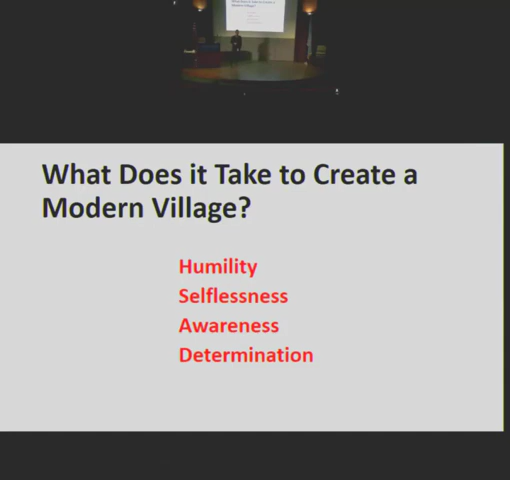 What Does it Take to Create a
Modern Village?
Humility
Selflessness
Awareness
Determination